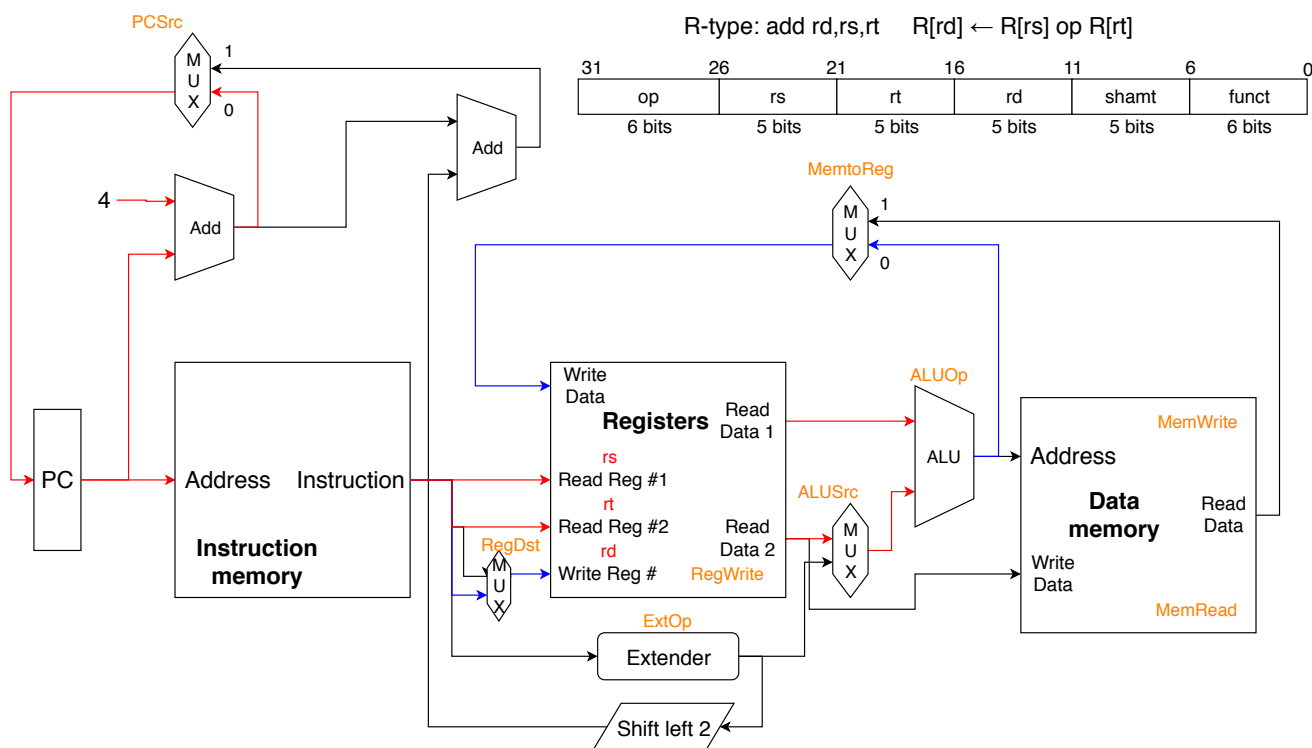 PCSrc
R-type: add rd,rs,rt R[rd] ← R[rs] op R[rt]
31 26 21 16 11 6 0
op rs rt rd shamt funct
6 bits 5 bits 5 bits 5 bits 5 bits 6 bits
M
U
X
1
0
Add
4
Add
MemtoReg
M
U
X
1
0
PC
Address
Instruction
Instruction
memory
Write
Data
Registers
Read
Data 1
rs
Read Reg #1
rt
Read Reg #2
rd
Write Reg #
Read
Data 2
RegWrite
RegDst
M
U
X
ALUOp
ALU
ALUSrc
M
U
X
MemWrite
Address
Data
memory
Read
Data
Write
Data
MemRead
ExtOp
Extender
Shift left 2